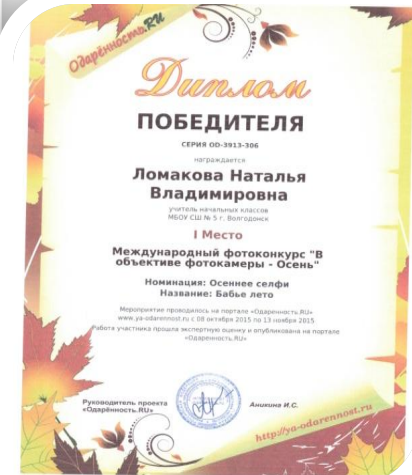 Одарённость.RU
Диплом
ПОБЕДИТЕЛЯ
СЕРИЯ OD-3913-306
награждается
Ломакова Наталья
Владимировна
учитель начальных классов
МБОУ СШ № 5 г. Волгодонск
I Место
Международный фотоконкурс "В
объективе фотокамеры - Осень"
Номинация: Осеннее селфи
Название: Бабье лето
Мероприятие проводилось на портале «Одаренность.RU»
www.ya-odarennost.ru с 08 октября 2015 по 13 ноября 2015
Работа участника прошла экспертную оценку и опубликована на портале
«Одаренность.RU»
Руководитель проекта
«Одарённость.RU»
Аникина И.С.
http://ya-odarennost.ru